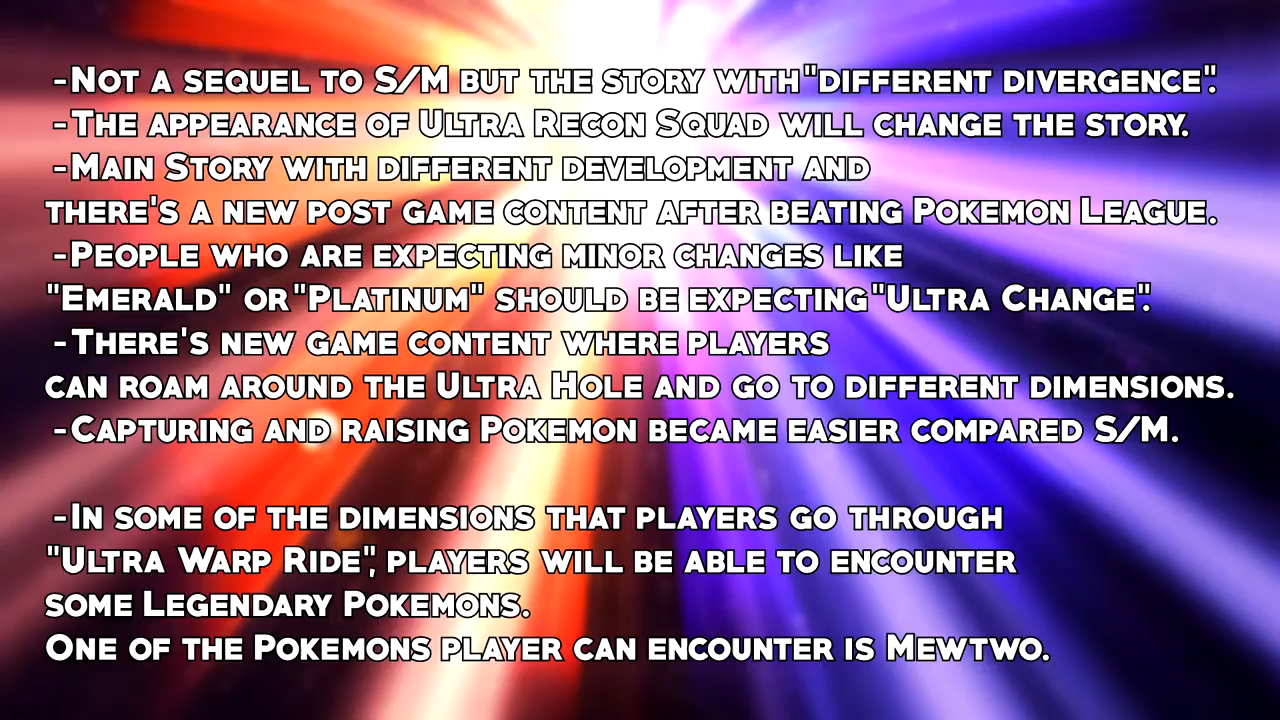 -Not a sequel to S/M but the story with "different divergence".
-The appearance of Ultra Recon Squad will change the story.
-Main Story with different development and
there's a new post game content after beating Pokemon League.
-People who are expecting minor changes like
"Emerald" or "Platinum" should be expecting "Ultra Change".
-There's new game content where players
can roam around the Ultra Hole and go to different dimensions.
-Capturing and raising Pokemon became easier compared S/M.
-In some of the dimensions that players go through
"Ultra Warp Ride", players will be able to encounter
some Legendary Pokemons.
One of the Pokemons player can encounter is Mewtwo.